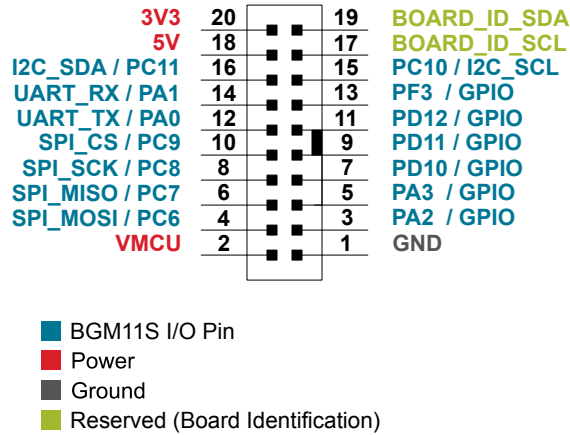 3V3 20 19 BOARD_ID_SDA
5V 18 17 BOARD_ID_SCL
I2C_SDA / PC11 16 15 PC10 / I2C_SCL
UART_RX / PA1 14 13 PF3 / GPIO
UART_TX / PA0 12 11 PD12 / GPIO
SPI_CS / PC9 10 9 PD11 / GPIO
SPI_SCK / PC8 8 7 PD10 / GPIO
SPI_MISO / PC7 6 5 PA3 / GPIO
SPI_MOSI / PC6 4 3 PA2 / GPIO
VMCU 2 1 GND
BGM11S I/O Pin
Power
Ground
Reserved (Board Identification)